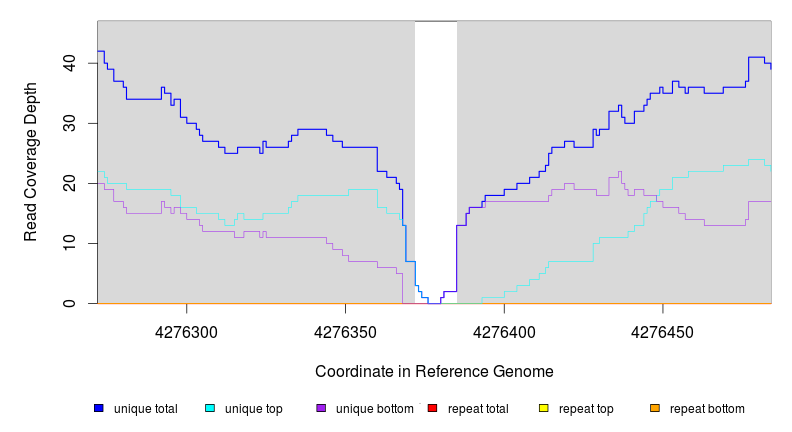 Read Coverage Depth
40
30
20
10
0
4276300 4276350 4276400 4276450
Coordinate in Reference Genome
unique total unique top unique bottom repeat total repeat top repeat bottom